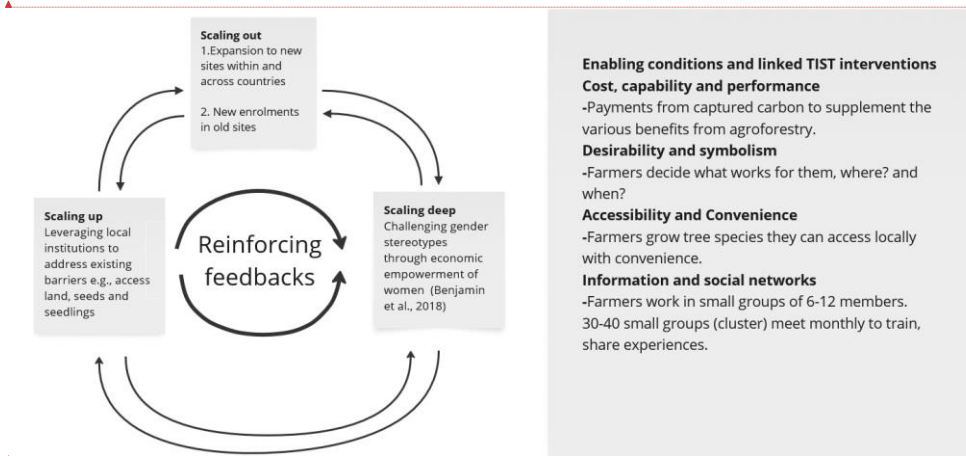 Scaling out
1.Expansion to new
sites within and
across countries
2. New enrolments
in old sites
Scaling up
Leveraging local
institutions to
address existing
barriers e.g., access
land, seeds and
seedlings
Reinforcing
feedbacks
Scaling deep
Challenging gender
stereotypes
through economic
empowerment of
women (Benjamin
et al., 2018)
Enabling conditions and linked TIST interventions
Cost, capability and performance
-Payments from captured carbon to supplement the
various benefits from agroforestry.
Desirability and symbolism
-Farmers decide what works for them, where? and
when?
Accessibility and Convenience
-Farmers grow tree species they can access locally
with convenience.
Information and social networks
-Farmers work in small groups of 6-12 members.
30-40 small groups (cluster) meet monthly to train,
share experiences.